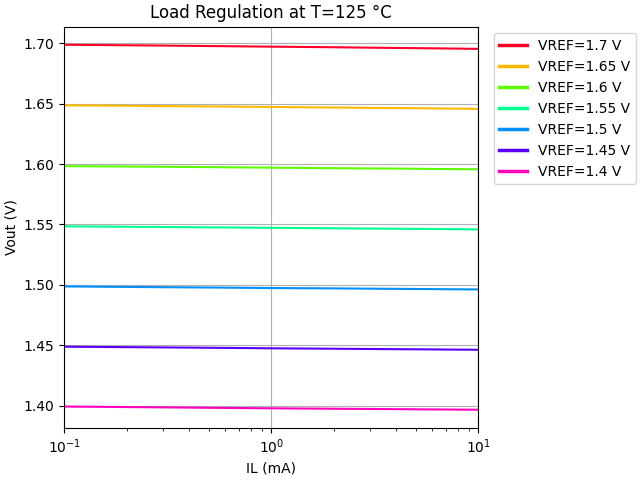 Load Regulation at T=125 °C
Vout (V)
1.70
1.65
1.60
1.55
1.50
1.45
1.40
10⁻¹
10⁰
10¹
IL (mA)
VREF=1.7 V
VREF=1.65 V
VREF=1.6 V
VREF=1.55 V
VREF=1.5 V
VREF=1.45 V
VREF=1.4 V